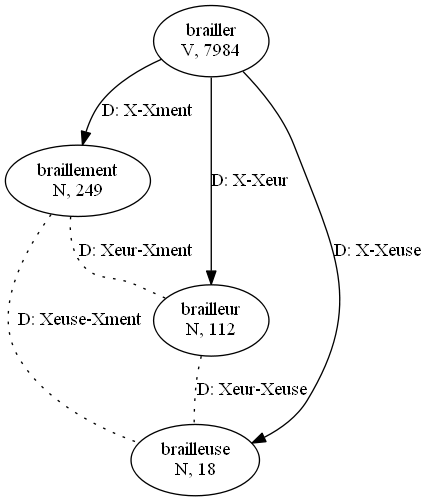 brailler
V, 7984
D: X-Xment
braillement
N, 249
D: X-Xeur
D: X-Xeuse
D: Xeur-Xment
brailleur
N, 112
D: Xeuse-Xment
D: Xeur-Xeuse
brailleuse
N, 18